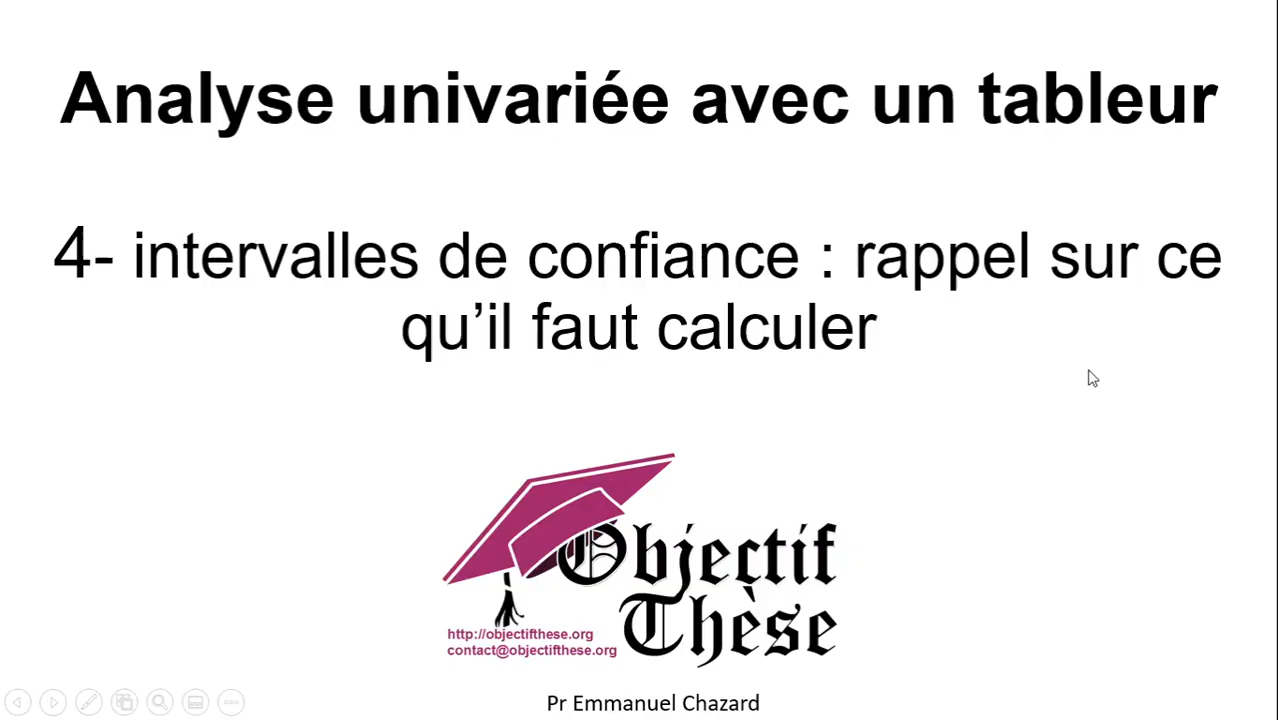 Analyse univariée avec un tableur
4- intervalles de confiance : rappel sur ce
qu’il faut calculer
Objectif
Thèse
http://objectifthese.org
contact@objectifthese.org
Pr Emmanuel Chazard